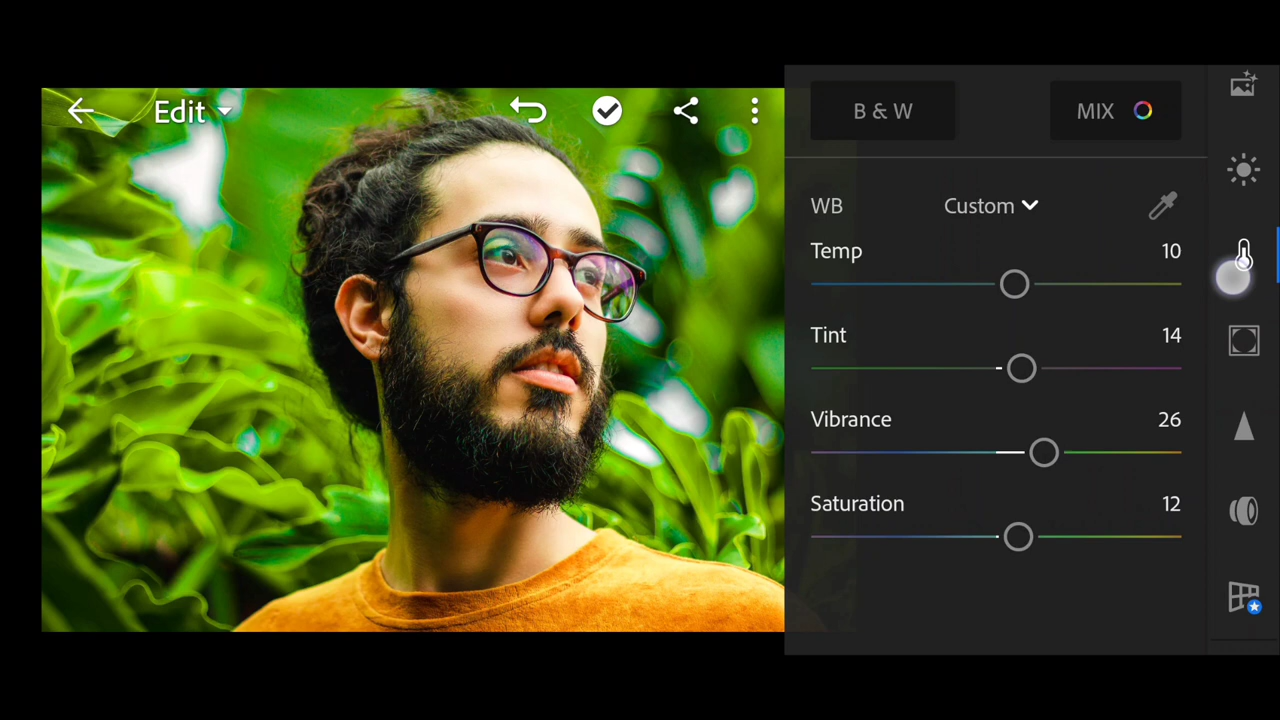 Edit
B & W
MIX
WB
Custom
Temp
10
Tint
14
Vibrance
26
Saturation
12